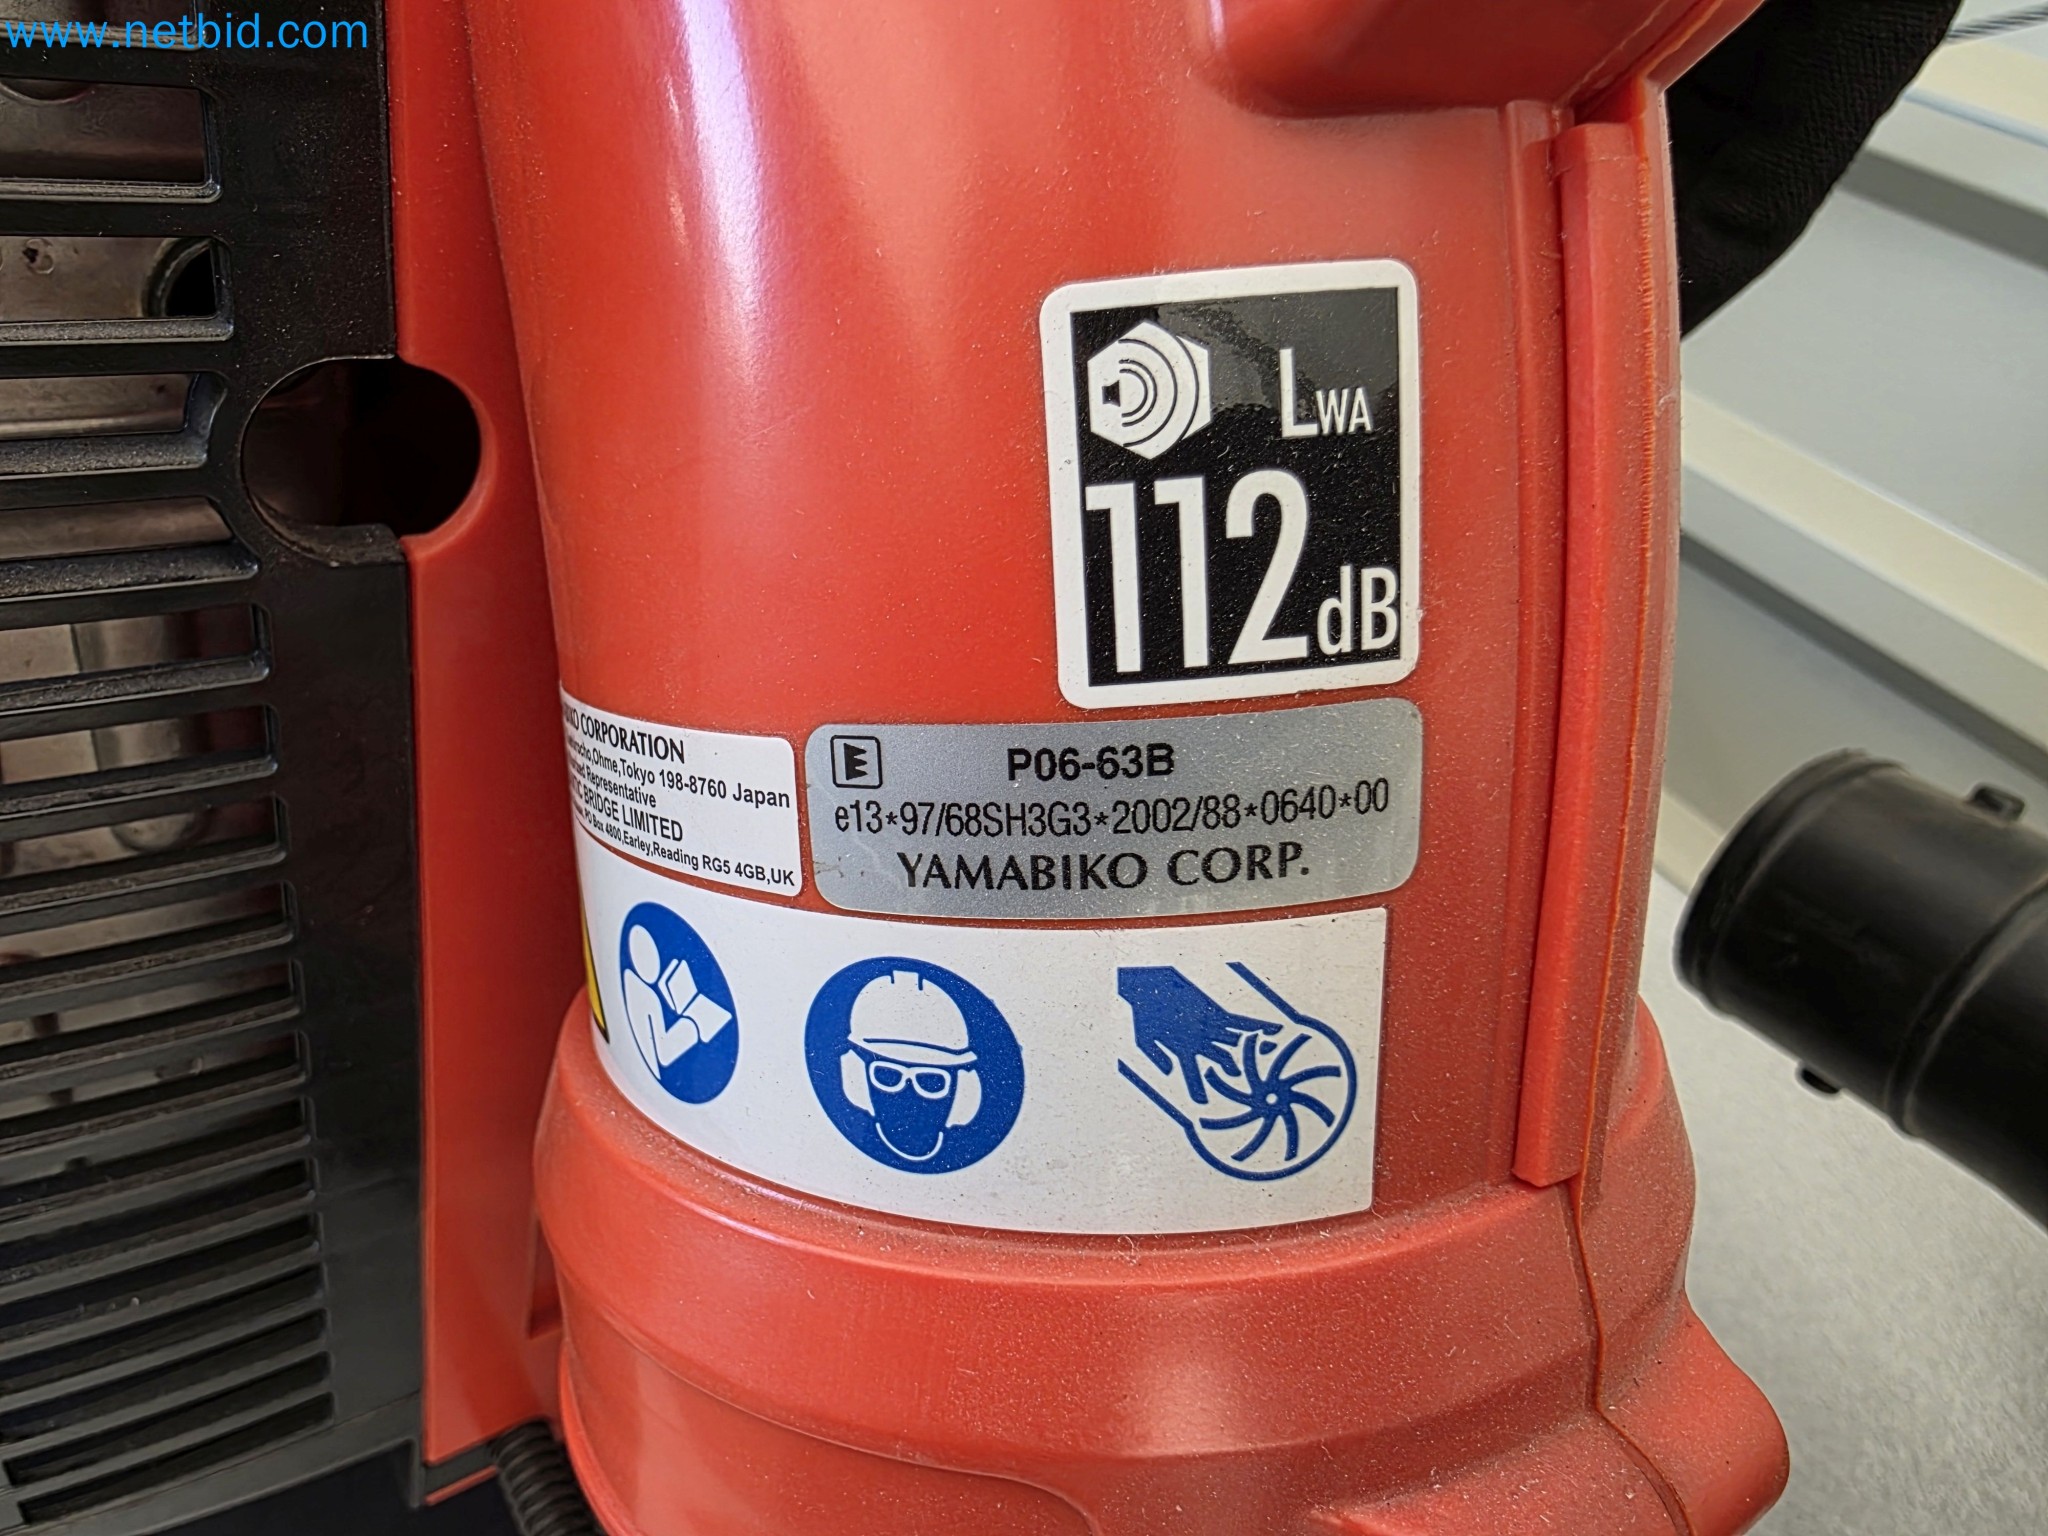 www.netbid.com
LWA
112dB
CORPORATION
Ohme,Tokyo 198-8760 Japan
Representative
BRIDGE LIMITED
PO Box 4800,Earley,Reading RG5 4GB,UK
P06-63B
e13*97/68SH3G3*2002/88*0640*00
YAMABIKO CORP.